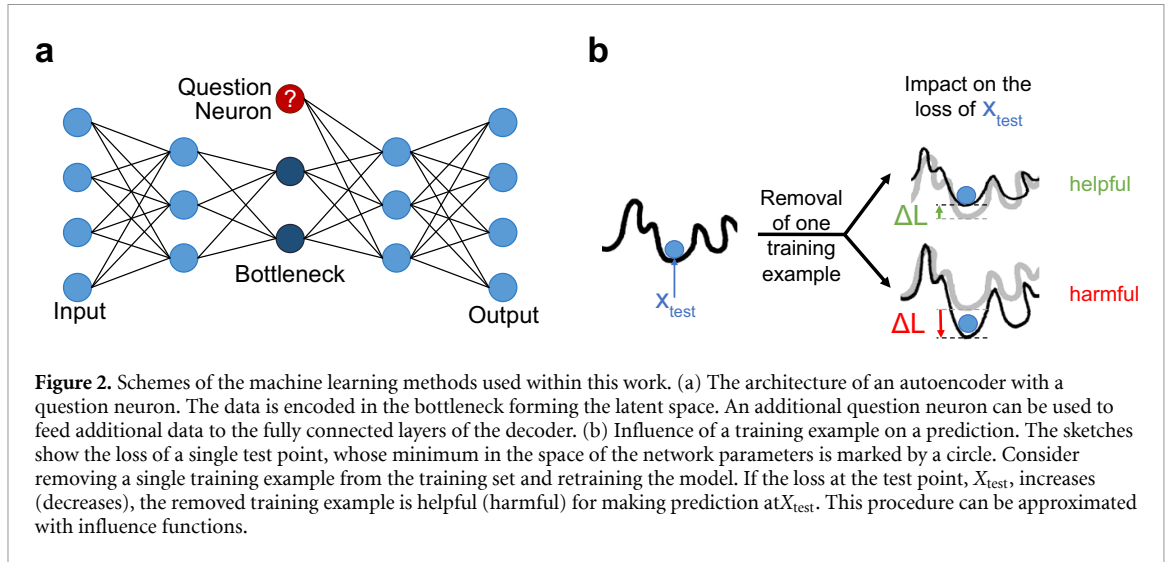 a
Question
Neuron
?
Bottleneck
Input
Output
b
Impact on the
loss of X_test
Removal
of one
training
example
X_test
ΔL
helpful
ΔL
harmful
Figure 2. Schemes of the machine learning methods used within this work. (a) The architecture of an autoencoder with a
question neuron. The data is encoded in the bottleneck forming the latent space. An additional question neuron can be used to
feed additional data to the fully connected layers of the decoder. (b) Influence of a training example on a prediction. The sketches
show the loss of a single test point, whose minimum in the space of the network parameters is marked by a circle. Consider
removing a single training example from the training set and retraining the model. If the loss at the test point, X_test, increases
(decreases), the removed training example is helpful (harmful) for making prediction atX_test. This procedure can be approximated
with influence functions.